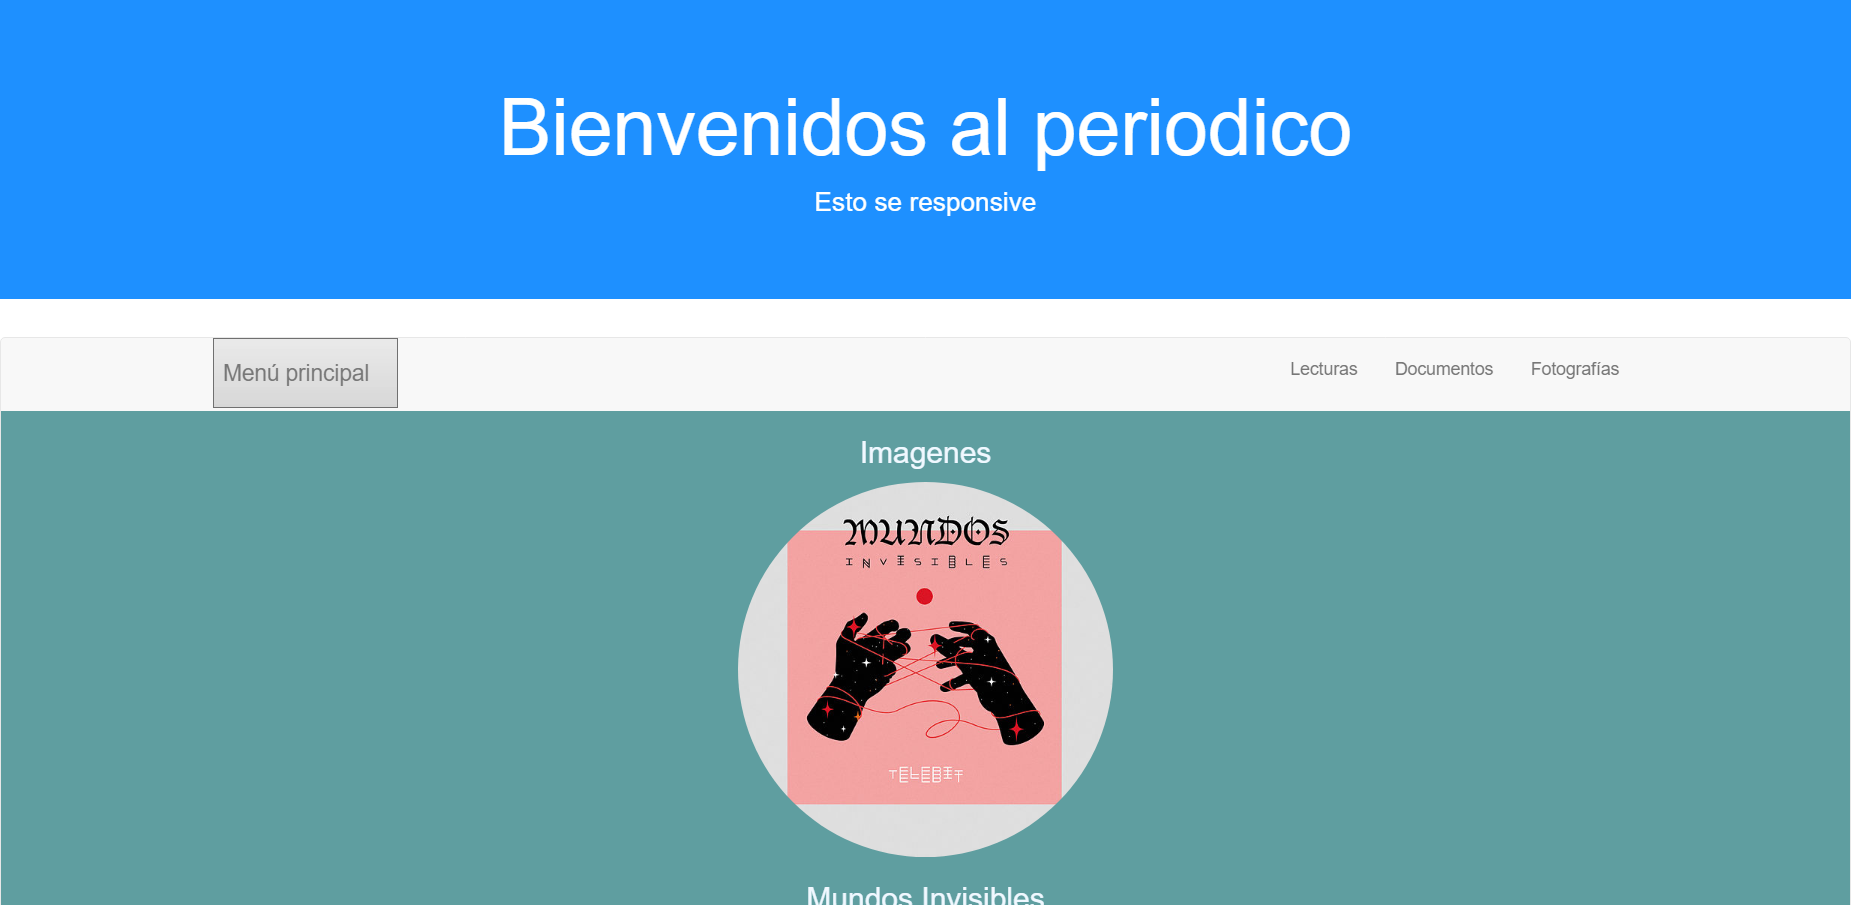 Bienvenidos al periodico
Esto se responsive
Menú principal
Lecturas Documentos Fotografías
Imagenes
MUNDOS
INVISIBLES
TELEBIT
Mundos Invisibles